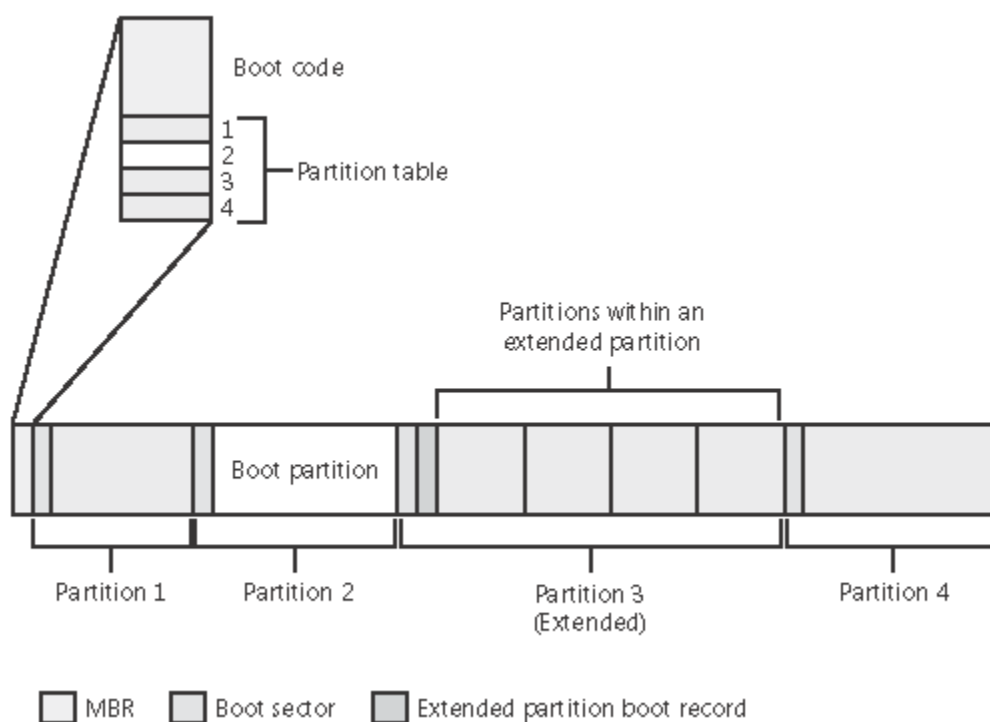 Boot code
1
2
3
4
Partition table
Partitions within an
extended partition
Boot partition
Partition 1
Partition 2
Partition 3
(Extended)
Partition 4
MBR
Boot sector
Extended partition boot record